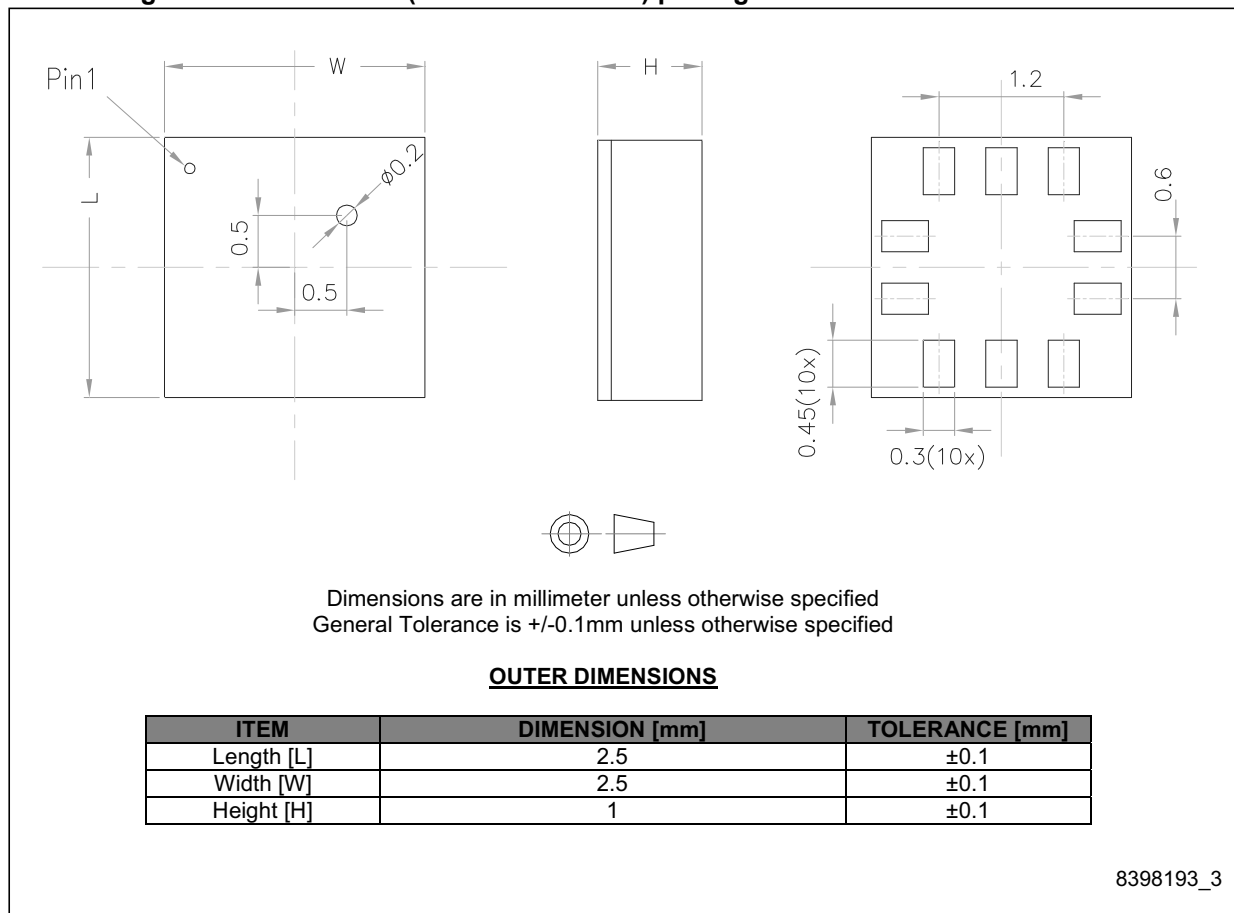 Pin1
W
H
1.2
L
ø0.2
0.5
0.5
0.6
0.45(10x)
0.3(10x)
Dimensions are in millimeter unless otherwise specified
General Tolerance is +/-0.1mm unless otherwise specified
OUTER DIMENSIONS
ITEM DIMENSION [mm] TOLERANCE [mm]
Length [L] 2.5 ±0.1
Width [W] 2.5 ±0.1
Height [H] 1 ±0.1
8398193_3